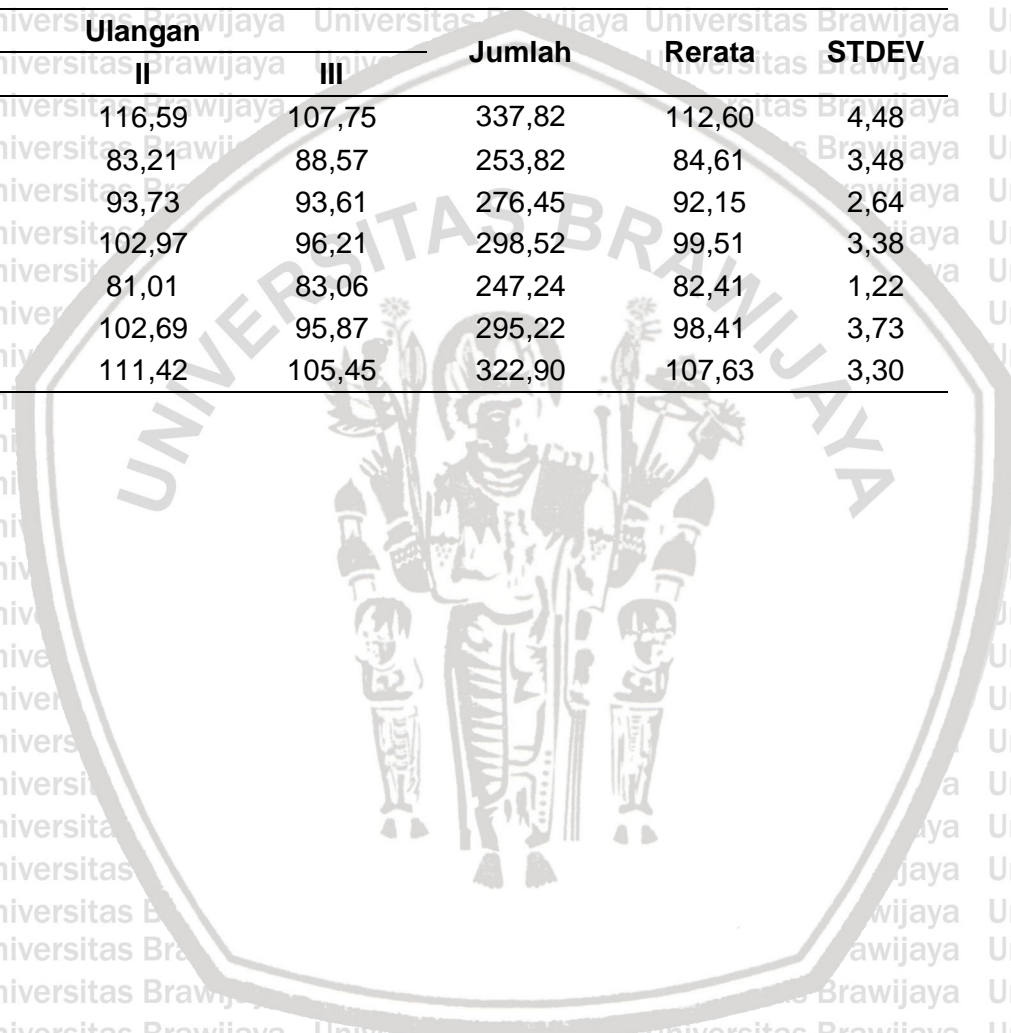 Ulangan Jumlah Rerata STDEV
II III
116,59 107,75 337,82 112,60 4,48
83,21 88,57 253,82 84,61 3,48
93,73 93,61 276,45 92,15 2,64
102,97 96,21 298,52 99,51 3,38
81,01 83,06 247,24 82,41 1,22
102,69 95,87 295,22 98,41 3,73
111,42 105,45 322,90 107,63 3,30
UNIVERSITAS BRAWIJAYA